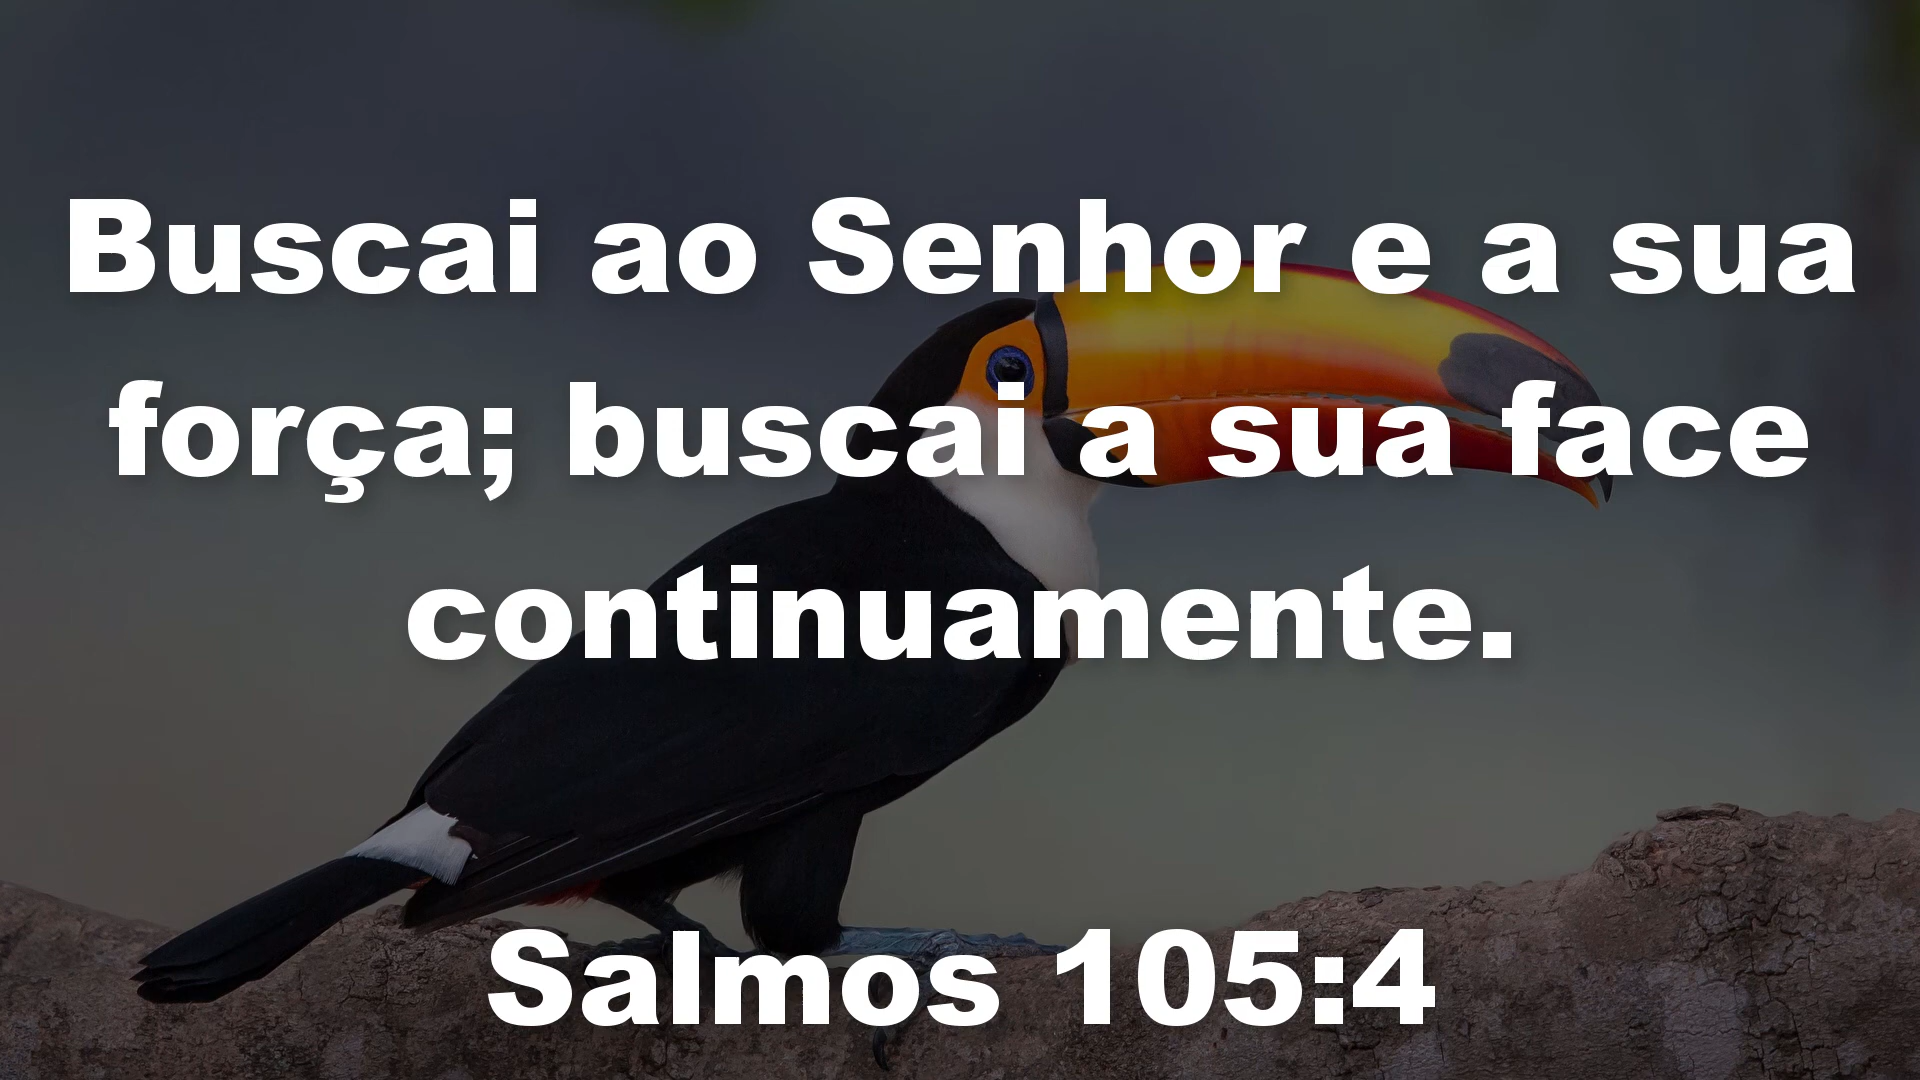 Buscai ao Senhor e a sua
força; buscai a sua face
continuamente.
Salmos 105:4